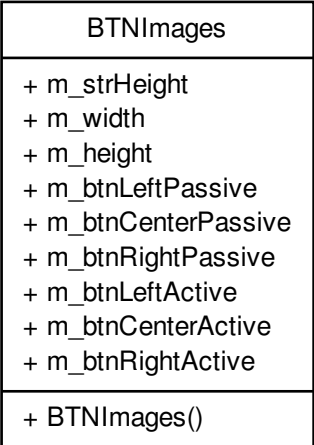 BTNImages
+ m_strHeight
+ m_width
+ m_height
+ m_btnLeftPassive
+ m_btnCenterPassive
+ m_btnRightPassive
+ m_btnLeftActive
+ m_btnCenterActive
+ m_btnRightActive
+ BTNImages()